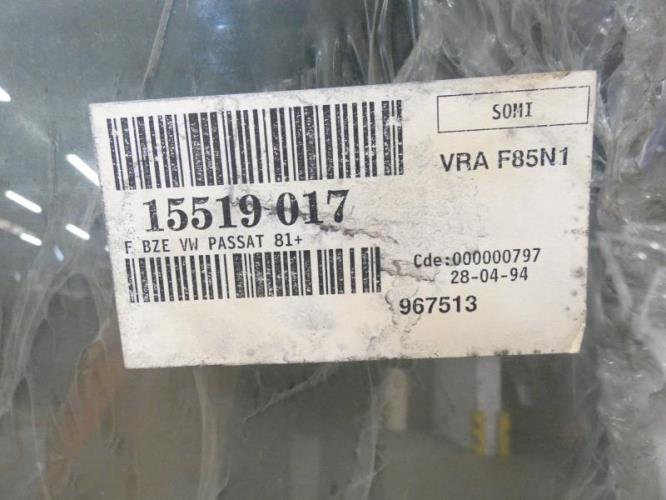 SOMI
VRA F85N1
15519 017
F BZE VW PASSAT 81+
Cde:000000797
28-04-94
967513